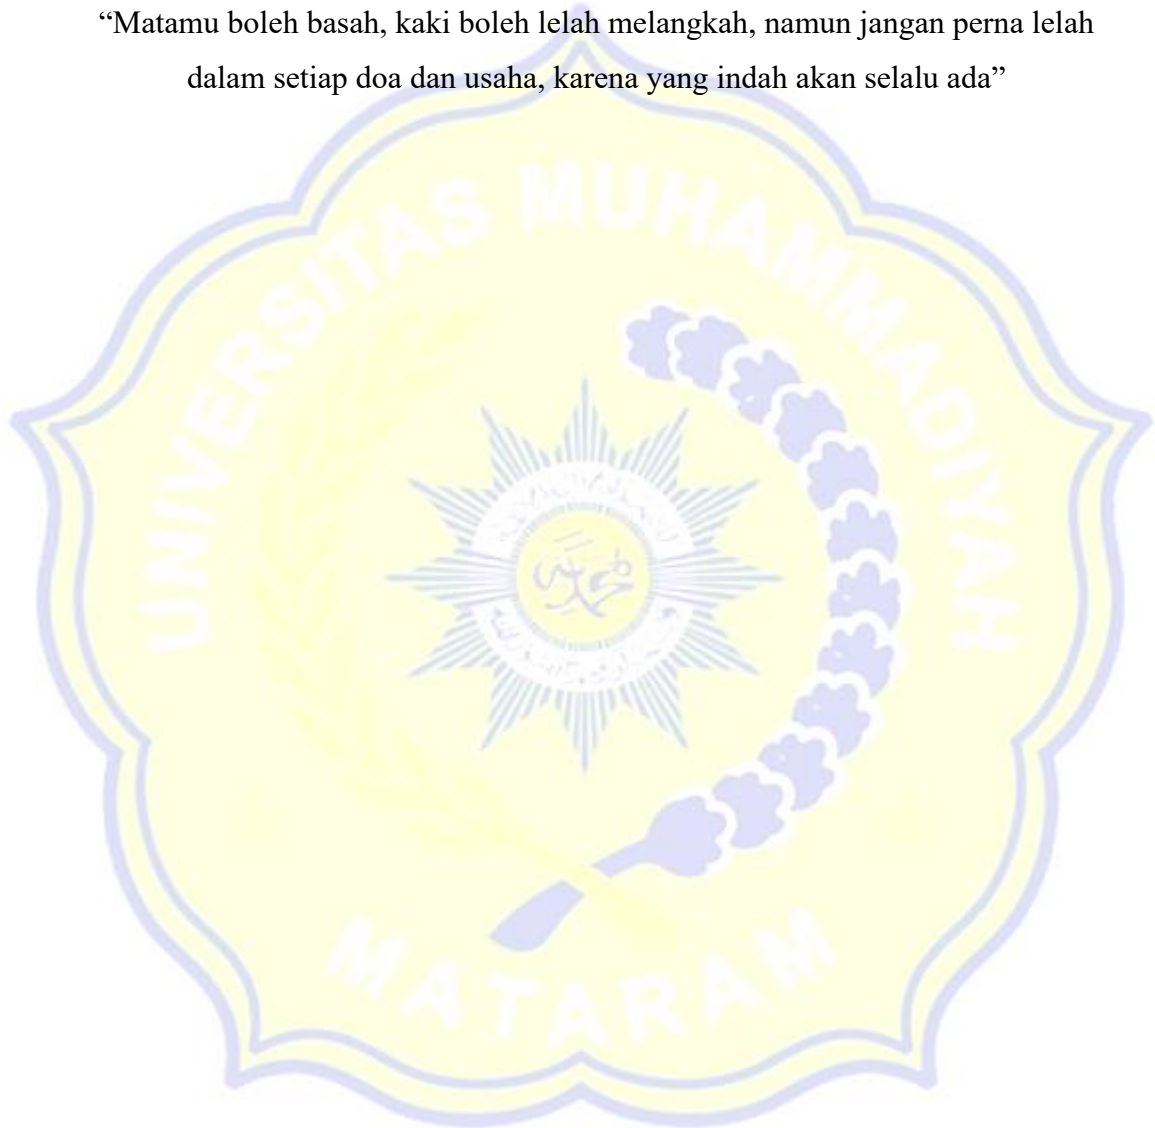 “Matamu boleh basah, kaki boleh lelah melangkah, namun jangan perna lelah
dalam setiap doa dan usaha, karena yang indah akan selalu ada”
UNIVERSITAS MUHAMMADIYAH
محمدية
MATARAM